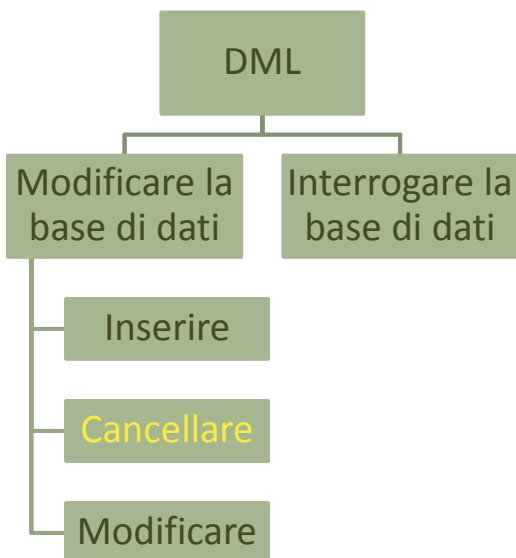 DML
Modificare la
base di dati
Interrogare la
base di dati
Inserire
Cancellare
Modificare